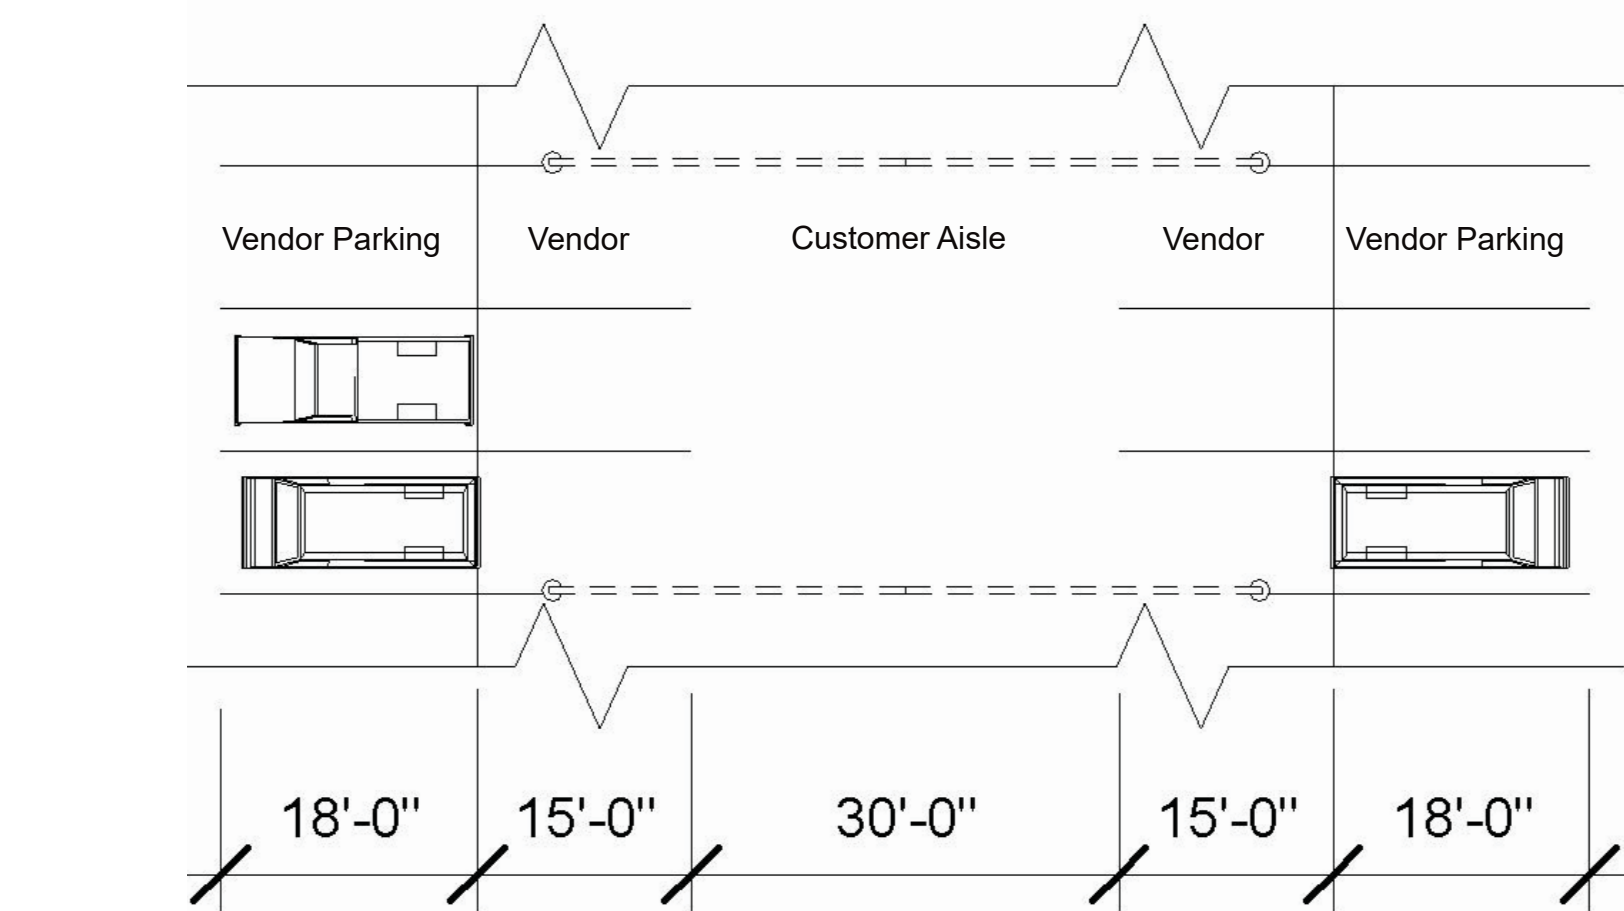 Vendor Parking Vendor Customer Aisle Vendor Vendor Parking
18'-0" 15'-0" 30'-0" 15'-0" 18'-0"